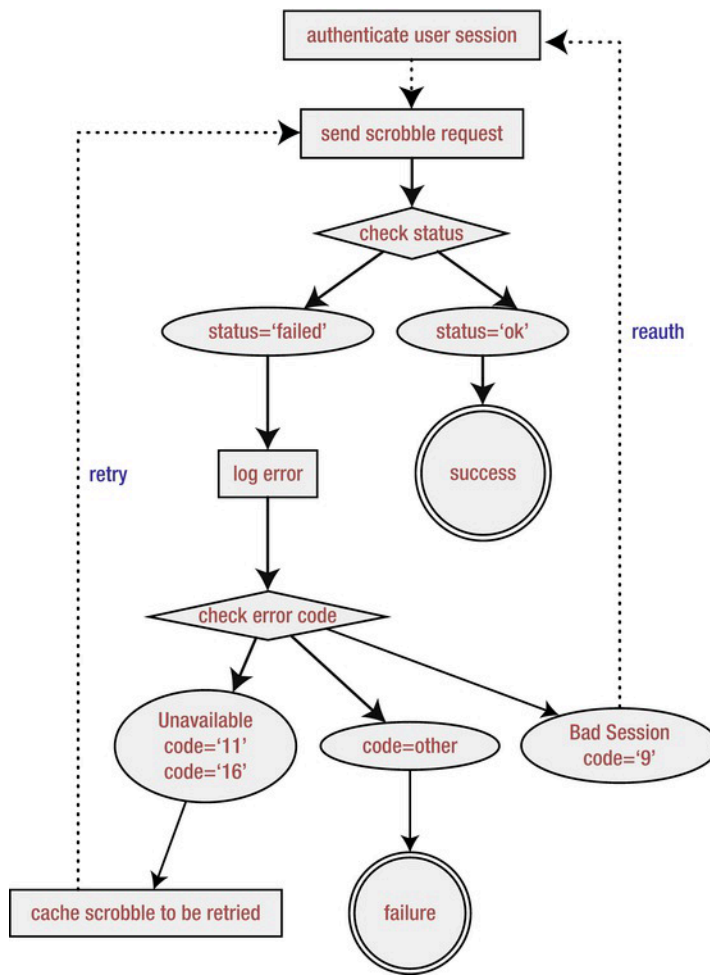 authenticate user session
send scrobble request
check status
status=‘failed’
status=‘ok’
reauth
log error
success
retry
check error code
Unavailable
code=‘11’
code=‘16’
code=other
Bad Session
code=‘9’
cache scrobble to be retried
failure